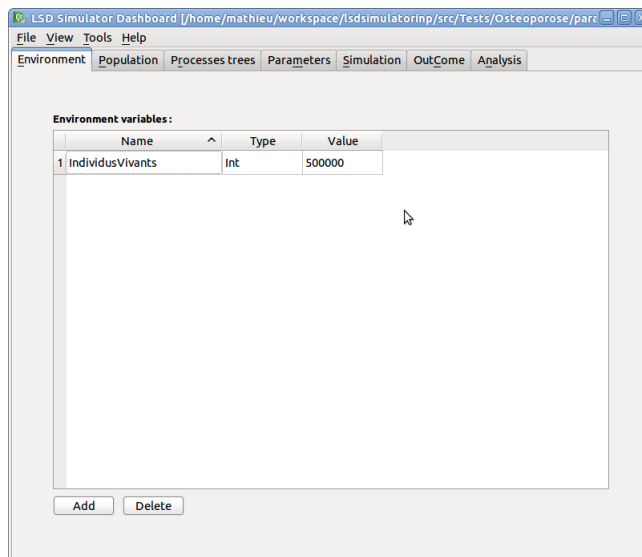 LSD Simulator Dashboard [/home/mathieu/workspace/lsdsimulatorinp/src/Tests/Osteoporose/para
File View Tools Help
Environment Population Processes trees Parameters Simulation OutCome Analysis
Environment variables :
Name Type Value
1 IndividusVivants Int 500000
Add Delete